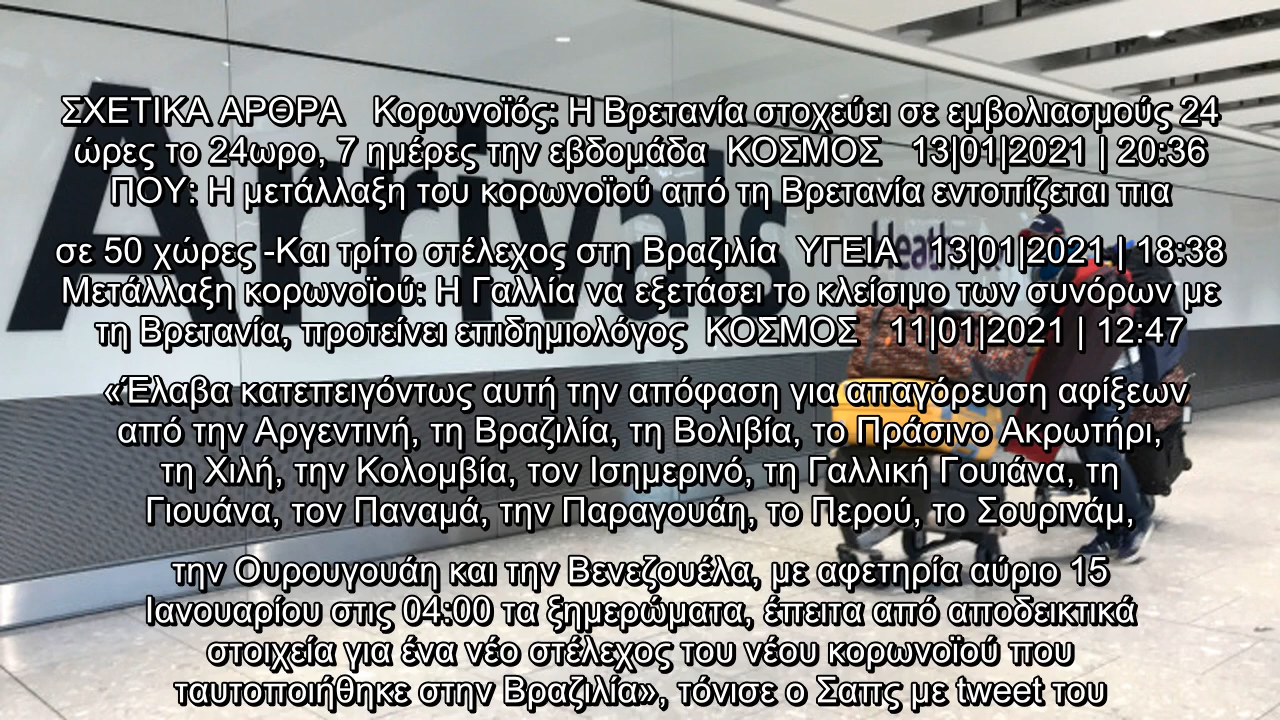 ΣΧΕΤΙΚΑ ΑΡΘΡΑ   Κορωνοϊός: Η Βρετανία στοχεύει σε εμβολιασμούς 24
ώρες το 24ωρο, 7 ημέρες την εβδομάδα  ΚΟΣΜΟΣ   13|01|2021 | 20:36
ΠΟΥ: Η μετάλλαξη του κορωνοϊού από τη Βρετανία εντοπίζεται πια
σε 50 χώρες -Και τρίτο στέλεχος στη Βραζιλία  ΥΓΕΙΑ   13|01|2021 | 18:38
Μετάλλαξη κορωνοϊού: Η Γαλλία να εξετάσει το κλείσιμο των συνόρων με
τη Βρετανία, προτείνει επιδημιολόγος  ΚΟΣΜΟΣ   11|01|2021 | 12:47
«Έλαβα κατεπειγόντως αυτή την απόφαση για απαγόρευση αφίξεων
από την Αργεντινή, τη Βραζιλία, τη Βολιβία, το Πράσινο Ακρωτήρι,
τη Χιλή, την Κολομβία, τον Ισημερινό, τη Γαλλική Γουιάνα, τη
Γιουάνα, τον Παναμά, την Παραγουάη, το Περού, το Σουρινάμ,
την Ουρουγουάη και την Βενεζουέλα, με αφετηρία αύριο 15
Ιανουαρίου στις 04:00 τα ξημερώματα, έπειτα από αποδεικτικά
στοιχεία για ένα νέο στέλεχος του νέου κορωνοϊού που
ταυτοποιήθηκε στην Βραζιλία», τόνισε ο Σαπς με tweet του
Arrivals
Heathrow